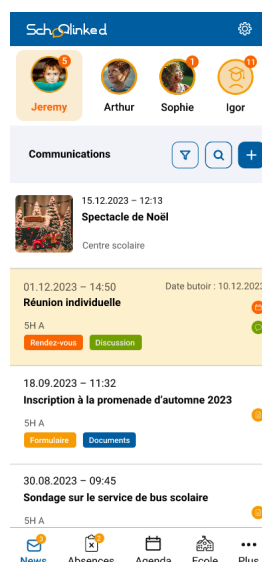 Schoolinked
5
1
11
Jeremy
Arthur
Sophie
Igor
Communications
15.12.2023 – 12:13
Spectacle de Noël
Centre scolaire
01.12.2023 – 14:50
Date butoir : 10.12.2023
Réunion individuelle
5H A
Rendez-vous
Discussion
18.09.2023 – 11:32
Inscription à la promenade d’automne 2023
5H A
Formulaire
Documents
30.08.2023 – 09:45
Sondage sur le service de bus scolaire
5H A
News
Absences
Agenda
Ecole
Plus